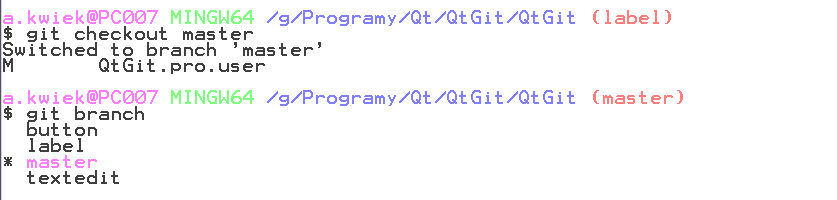 a.kwiek@PC007 MINGW64 /g/Programy/Qt/QtGit/QtGit (label)
$ git checkout master
Switched to branch 'master'
M       QtGit.pro.user

a.kwiek@PC007 MINGW64 /g/Programy/Qt/QtGit/QtGit (master)
$ git branch
  button
  label
* master
  textedit